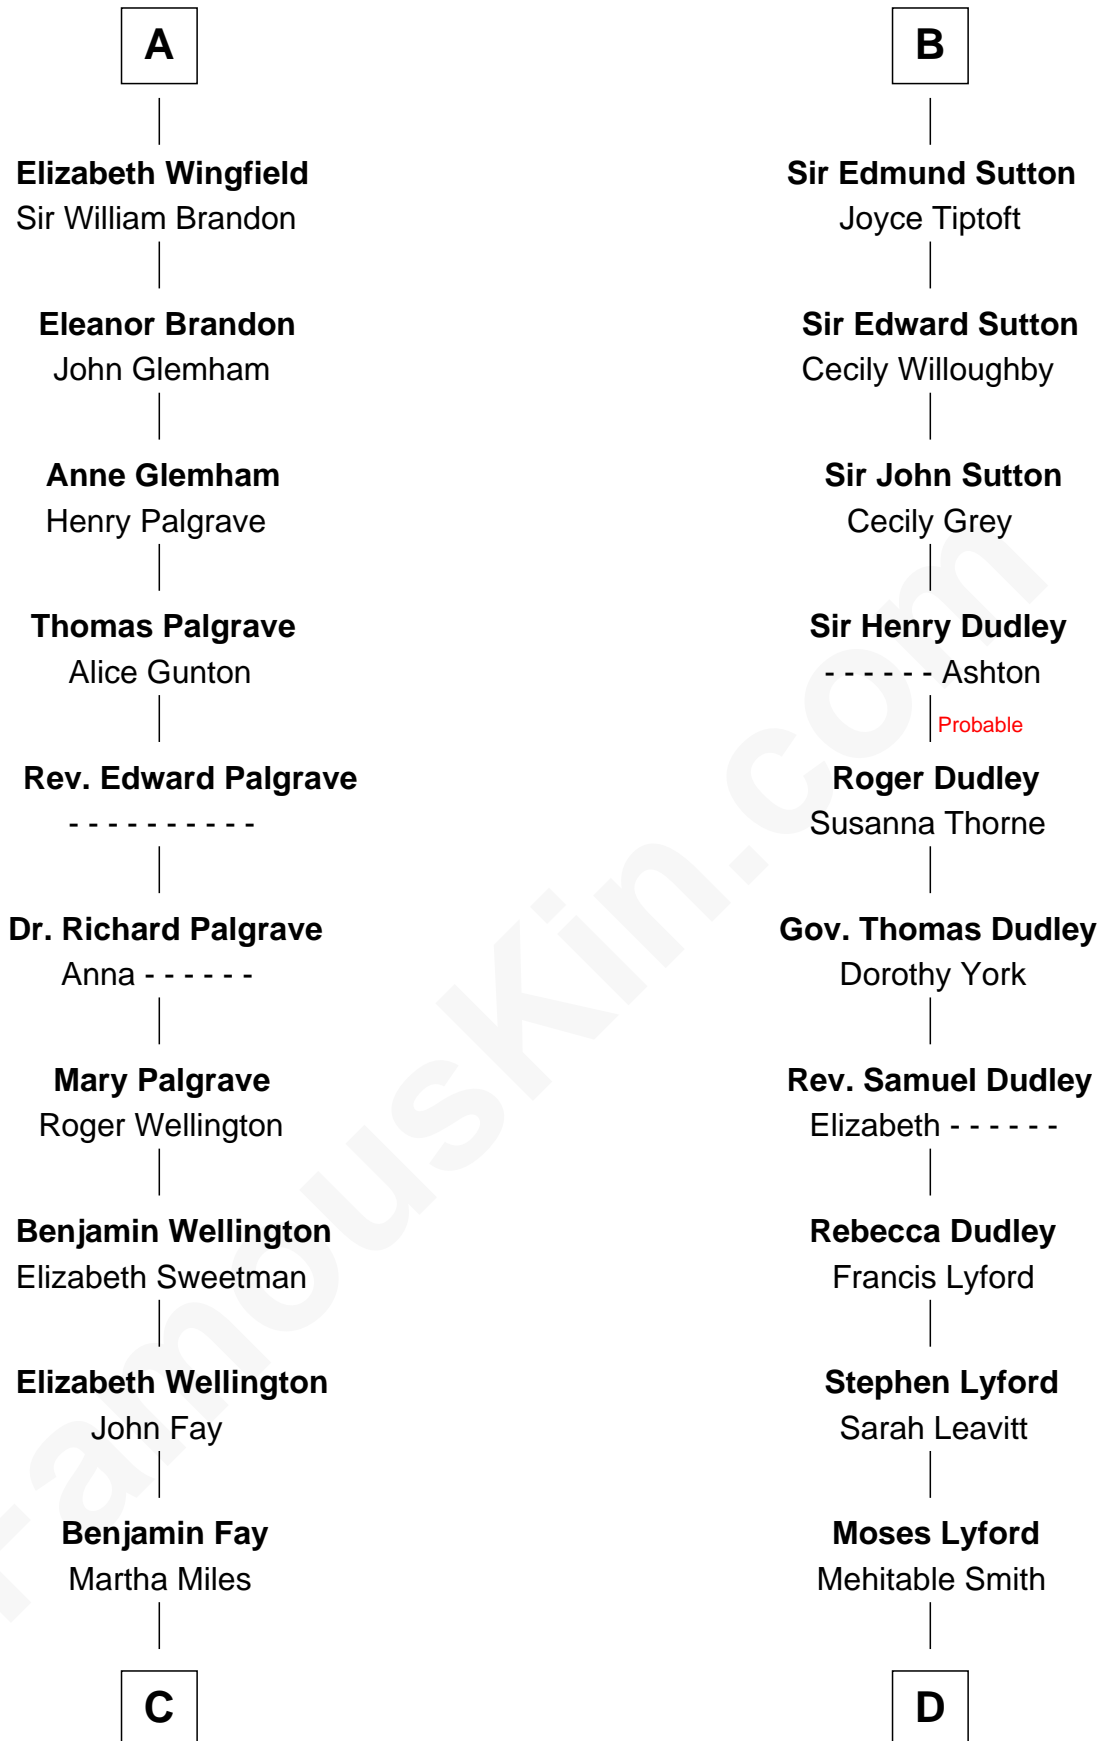 A
Elizabeth Wingfield
Sir William Brandon
Eleanor Brandon
John Glemham
Anne Glemham
Henry Palgrave
Thomas Palgrave
Alice Gunton
Rev. Edward Palgrave
- - - - - - - - - -
Dr. Richard Palgrave
Anna - - - - - -
Mary Palgrave
Roger Wellington
Benjamin Wellington
Elizabeth Sweetman
Elizabeth Wellington
John Fay
Benjamin Fay
Martha Miles
C
B
Sir Edmund Sutton
Joyce Tiptoft
Sir Edward Sutton
Cecily Willoughby
Sir John Sutton
Cecily Grey
Sir Henry Dudley
- - - - - - Ashton
Probable
Roger Dudley
Susanna Thorne
Gov. Thomas Dudley
Dorothy York
Rev. Samuel Dudley
Elizabeth - - - - - -
Rebecca Dudley
Francis Lyford
Stephen Lyford
Sarah Leavitt
Moses Lyford
Mehitable Smith
D
FamousKin.com